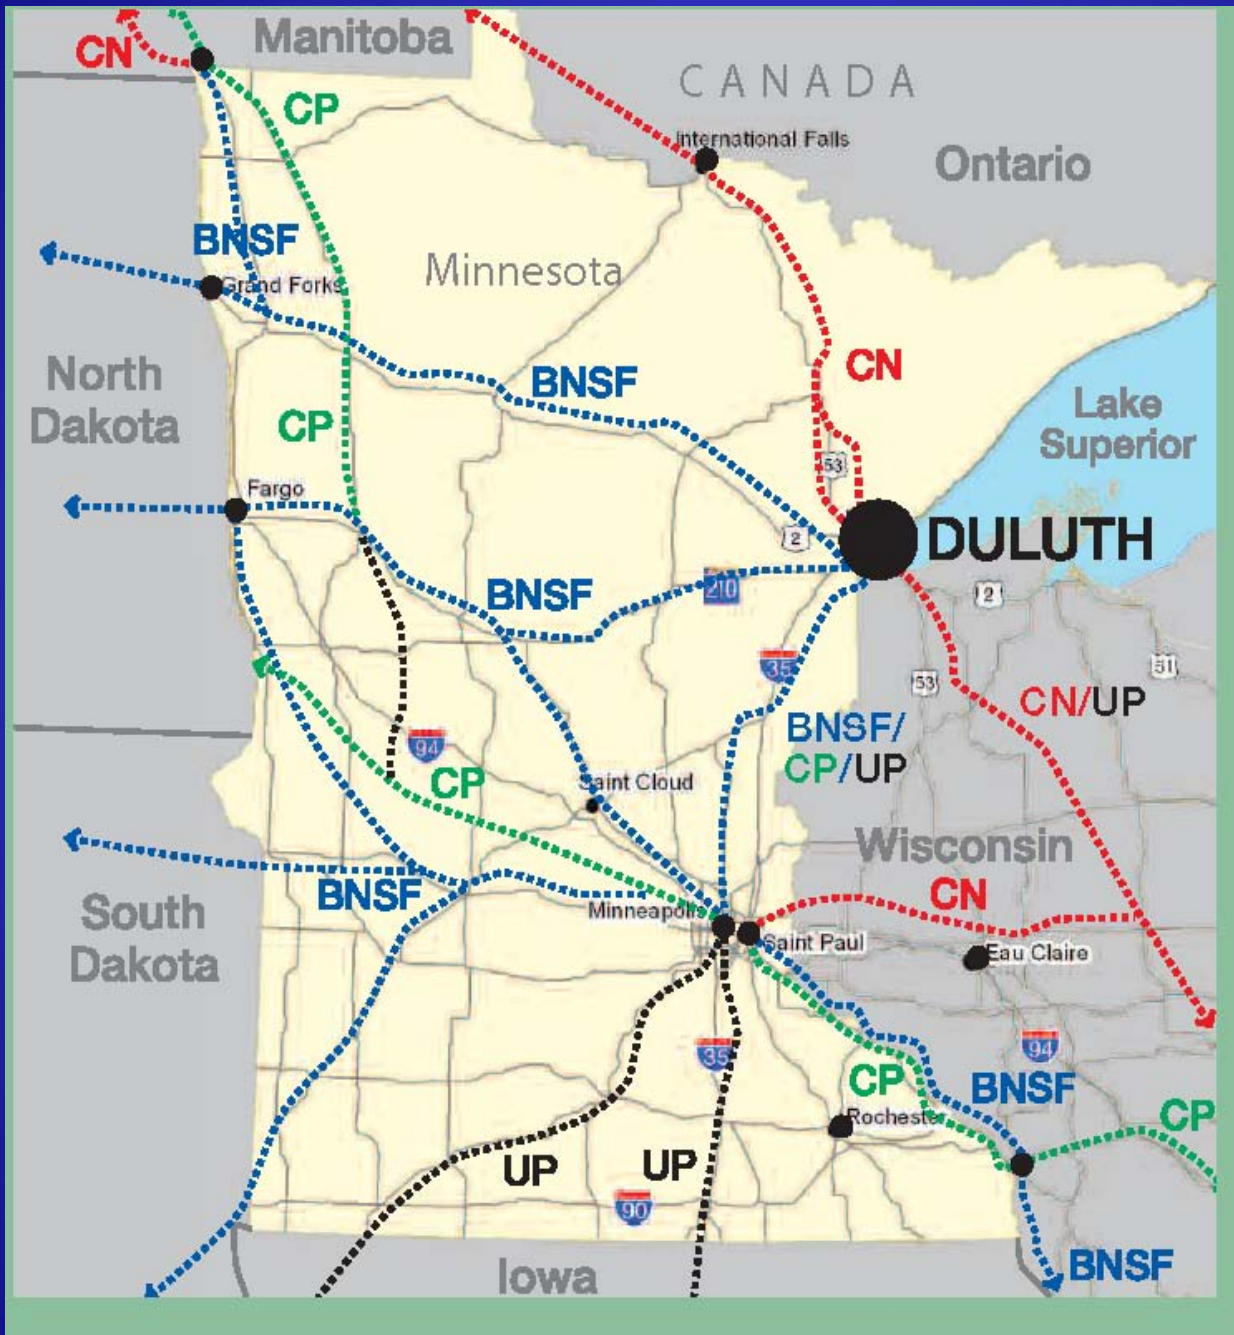 Manitoba
CN
CANADA
CP
International Falls
Ontario
BNSF
Minnesota
Grand Forks
North
Dakota
CN
BNSF
Lake
Superior
CP
53
Fargo
2
DULUTH
BNSF
210
2
35
51
53
CN/UP
BNSF/
CP/UP
94
CP
Saint Cloud
Wisconsin
BNSF
CN
South
Dakota
Minneapolis
Saint Paul
Eau Claire
35
94
CP
BNSF
Rochester
CP
UP
UP
90
Iowa
BNSF